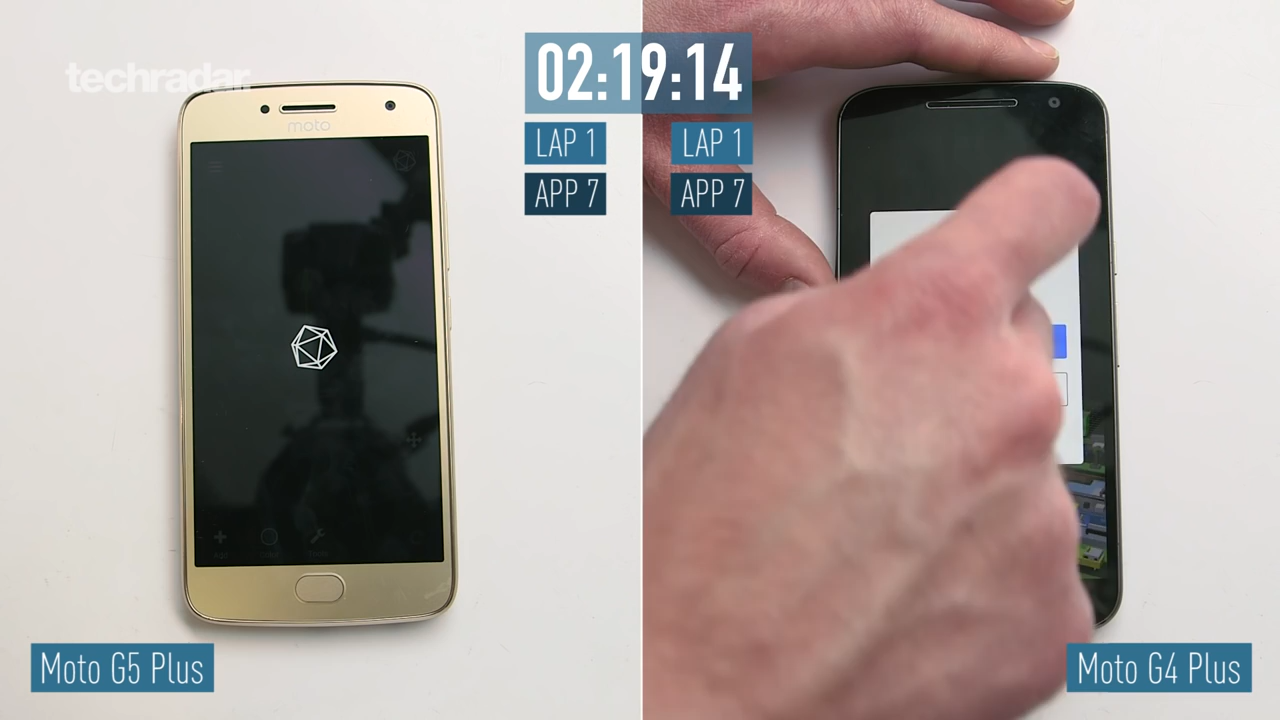 techradar.
02:19:14
LAP 1
LAP 1
APP 7
APP 7
moto
Moto G5 Plus
Moto G4 Plus